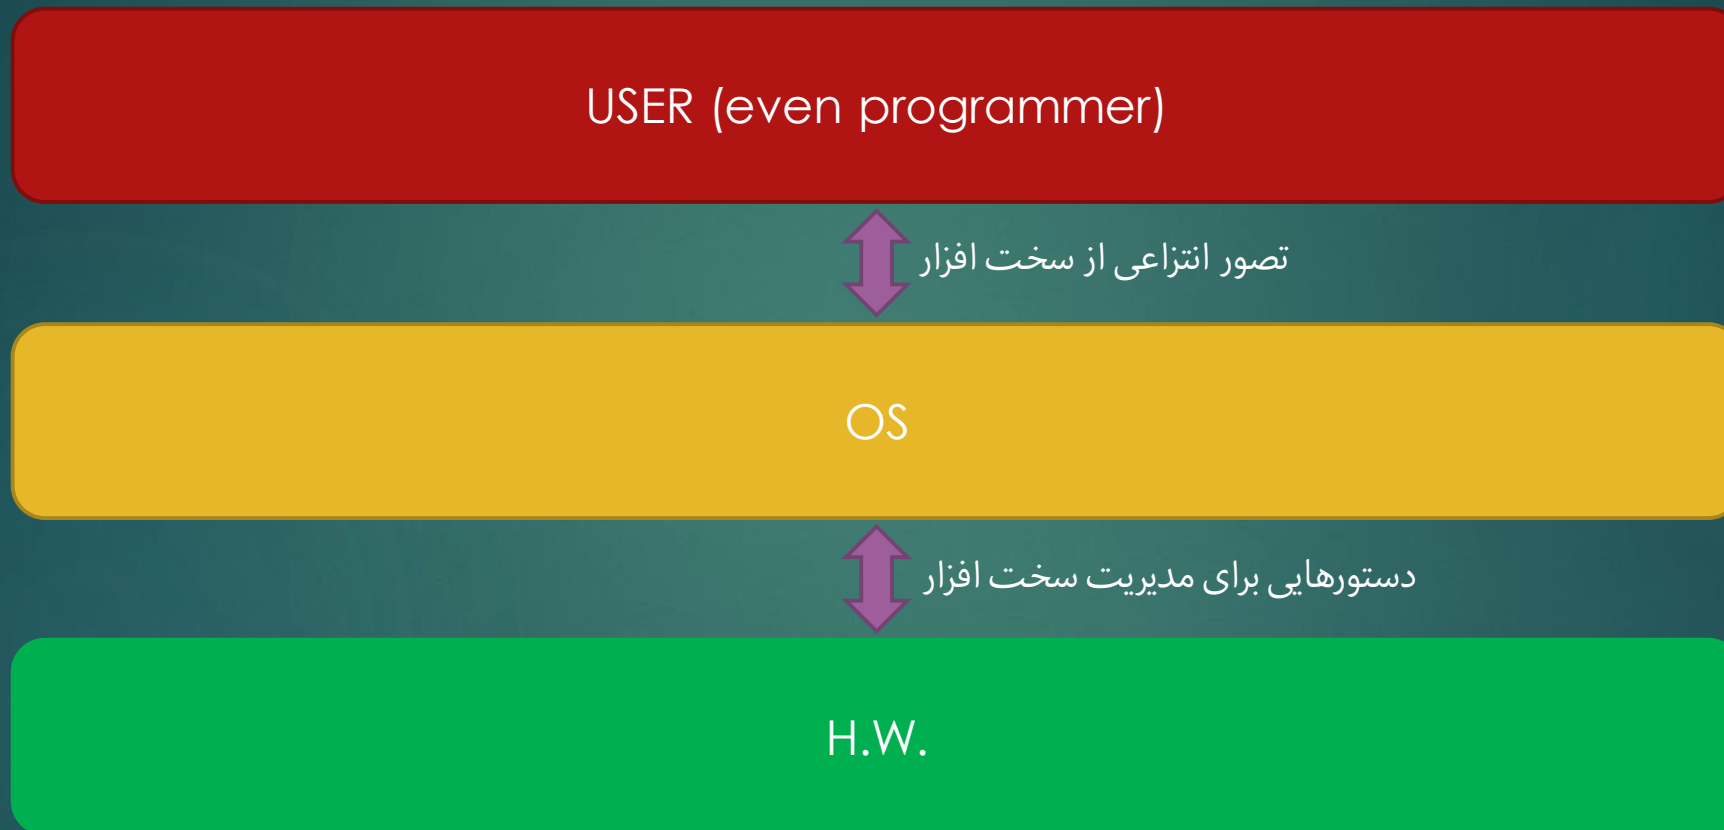 USER (even programmer)
تصور انتزاعی از سخت افزار
OS
دستورهایی برای مدیریت سخت افزار
H.W.